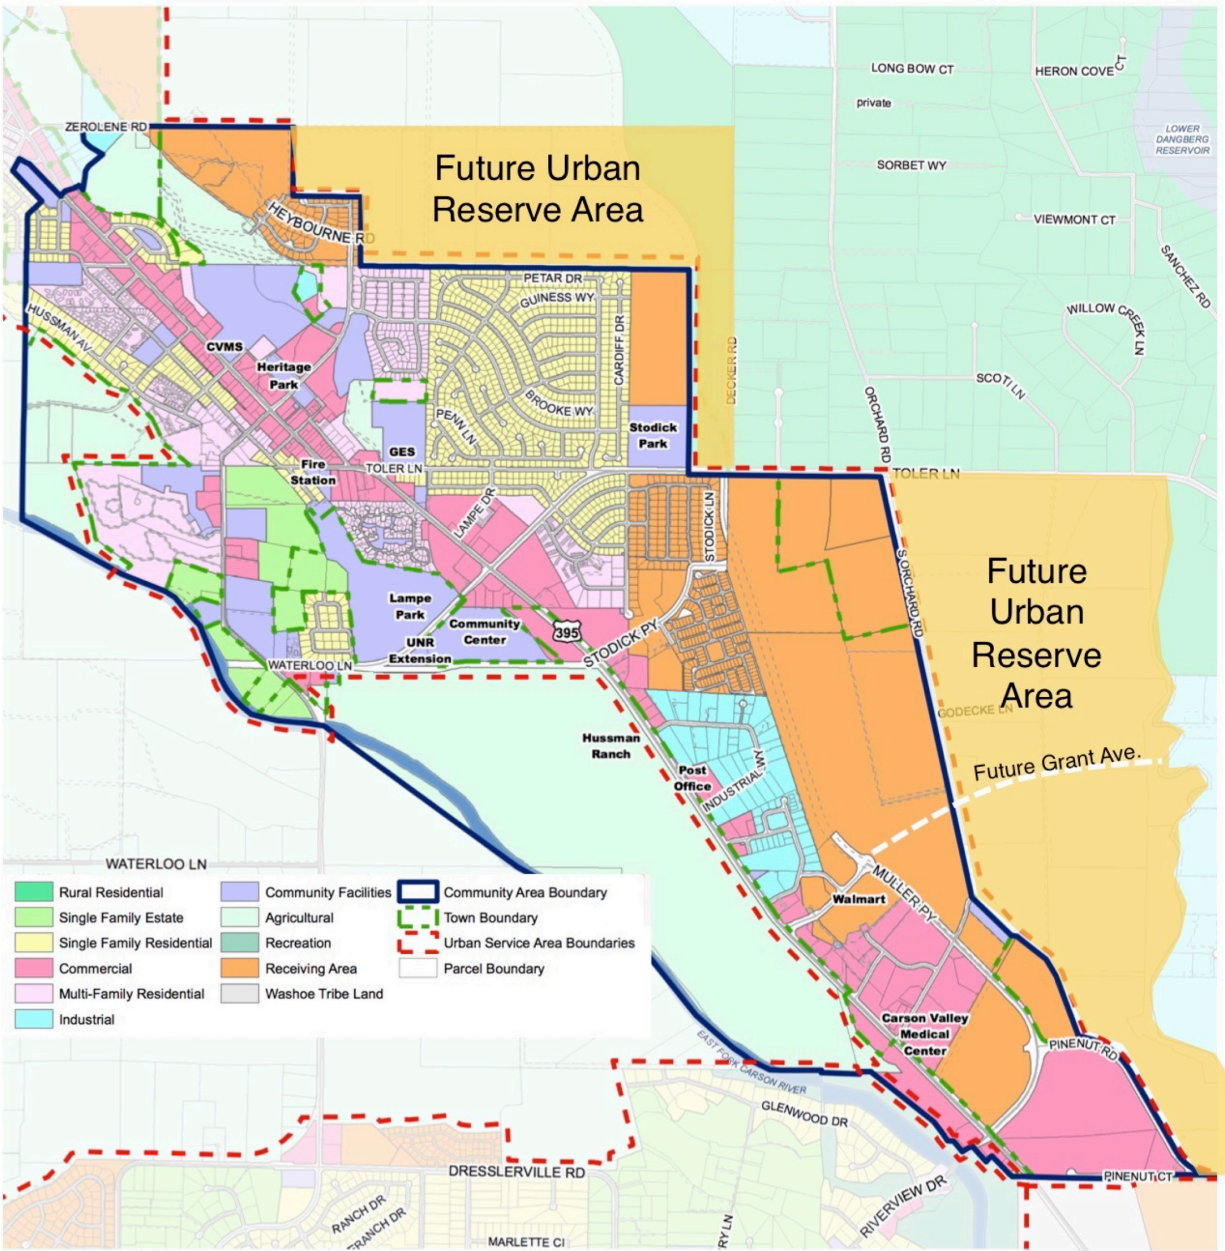 LONG BOW CT
HERON COVE CT
private
ZEROLENE RD
LOWER
DANGBERG
RESERVOIR
Future Urban
Reserve Area
SORBET WY
HEYBOURNE RD
VIEWMONT CT
SANCHEZ RD
PETAR DR
GUINESS WY
HUSSMAN AV
WILLOW CREEK LN
CVMS
CARDIFF DR
DECKER RD
Heritage
Park
SCOTI LN
BROOKE WY
ORCHARD RD
PENN LN
Stodick
Park
GES
Fire
Station
TOLER LN
TOLER LN
LAMPE DR
STODICK LN
S ORCHARD RD
Future
Urban
Reserve
Area
Lampe
Park
Community
Center
UNR
Extension
395
STODICK PY
WATERLOO LN
GODECKE LN
Hussman
Ranch
Post
Office
INDUSTRIAL WY
Future Grant Ave.
WATERLOO LN
MULLER PY
Walmart
Rural Residential
Single Family Estate
Single Family Residential
Commercial
Multi-Family Residential
Industrial
Community Facilities
Agricultural
Recreation
Receiving Area
Washoe Tribe Land
Community Area Boundary
Town Boundary
Urban Service Area Boundaries
Parcel Boundary
Carson Valley
Medical
Center
PINENUT RD
EAST FORK CARSON RIVER
GLENWOOD DR
DRESSLERVILLE RD
PINENUT CT
RANCH DR
RIVERVIEW DR
MARLETTE CI